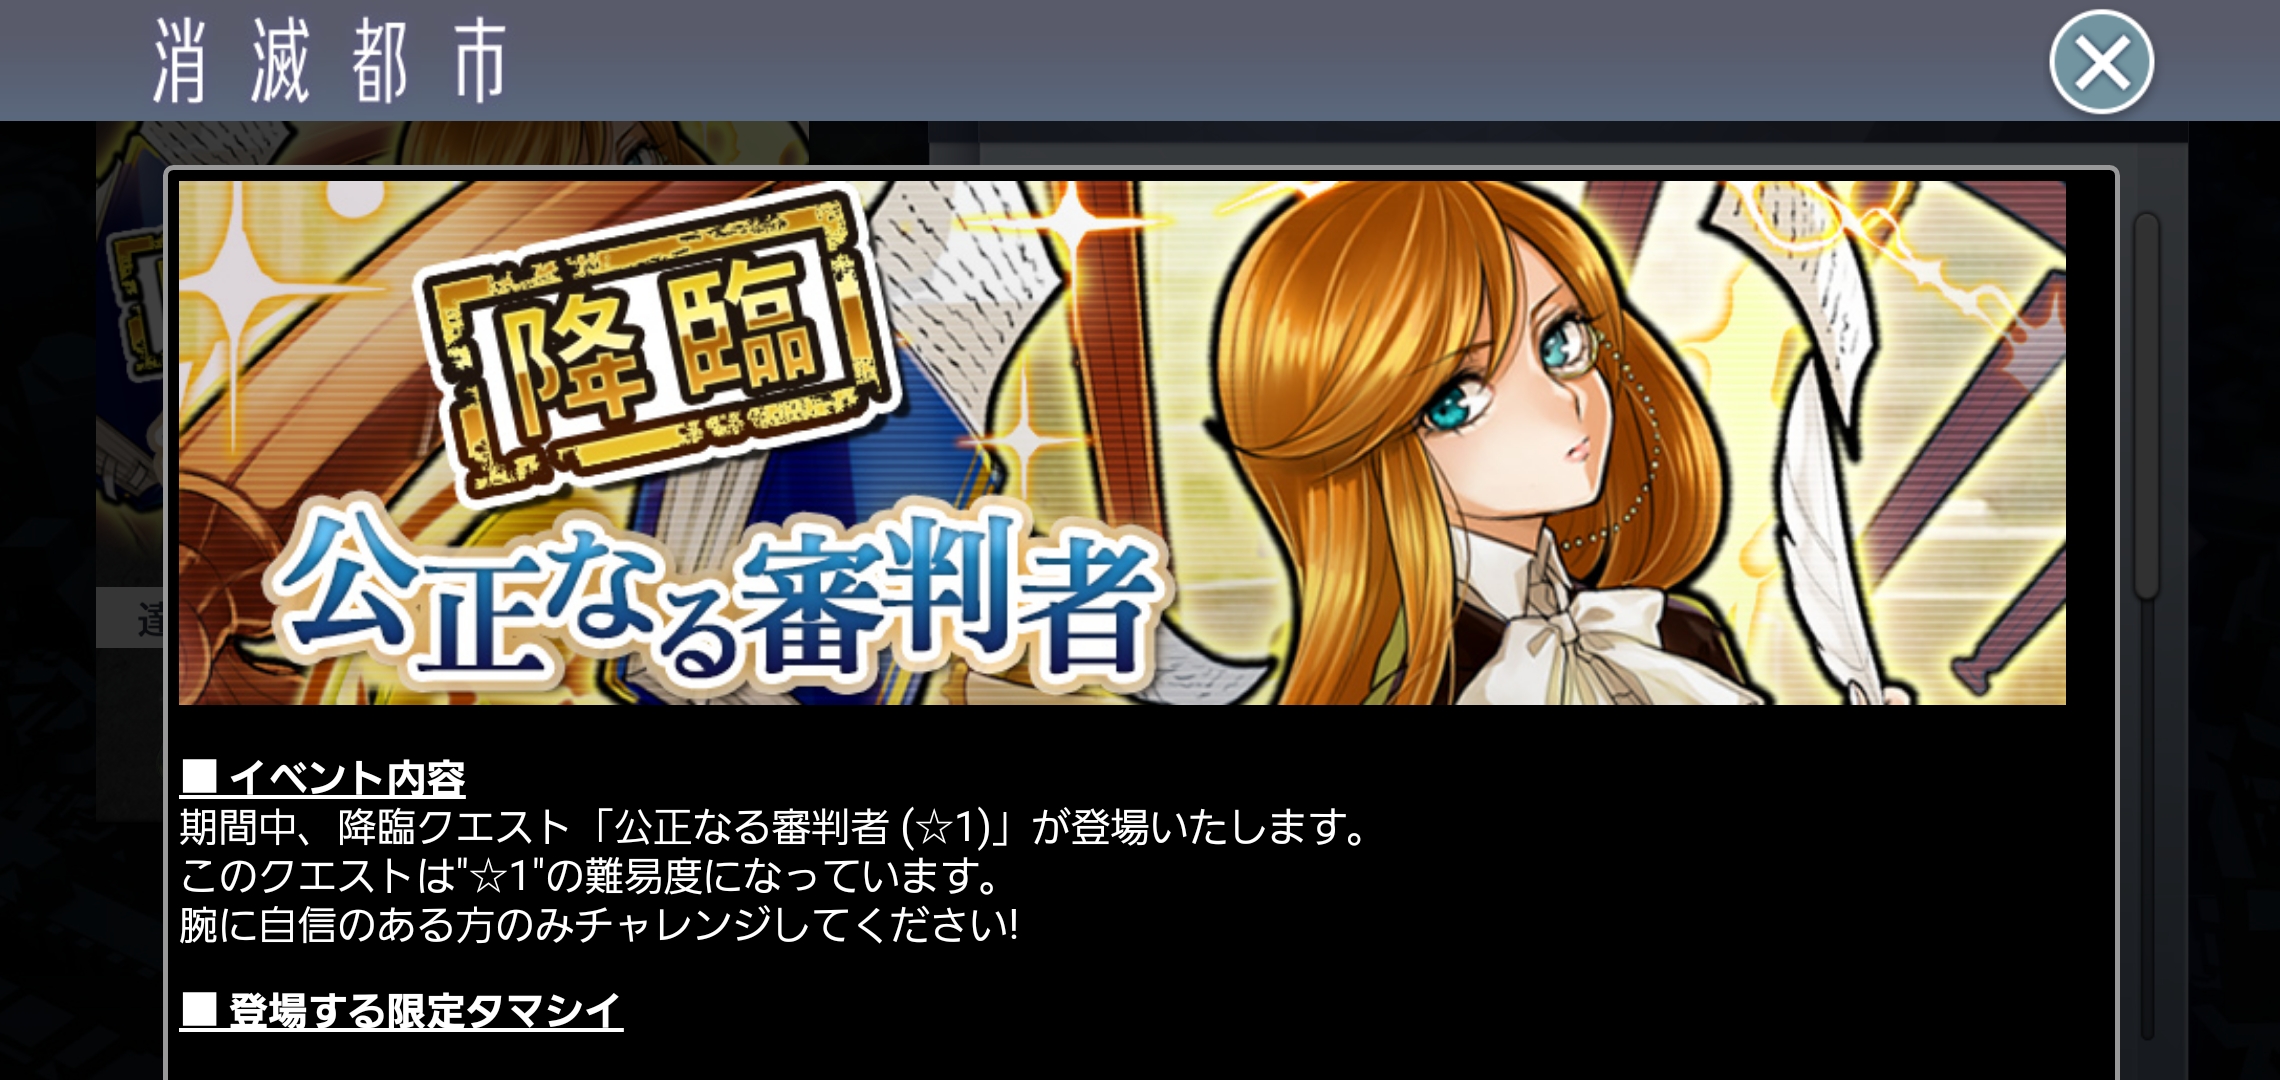 消滅都市
降臨
公正なる審判者
■ イベント内容
期間中、降臨クエスト「公正なる審判者 (☆1)」が登場いたします。
このクエストは"☆1"の難易度になっています。
腕に自信のある方のみチャレンジしてください!
■ 登場する限定タマシイ